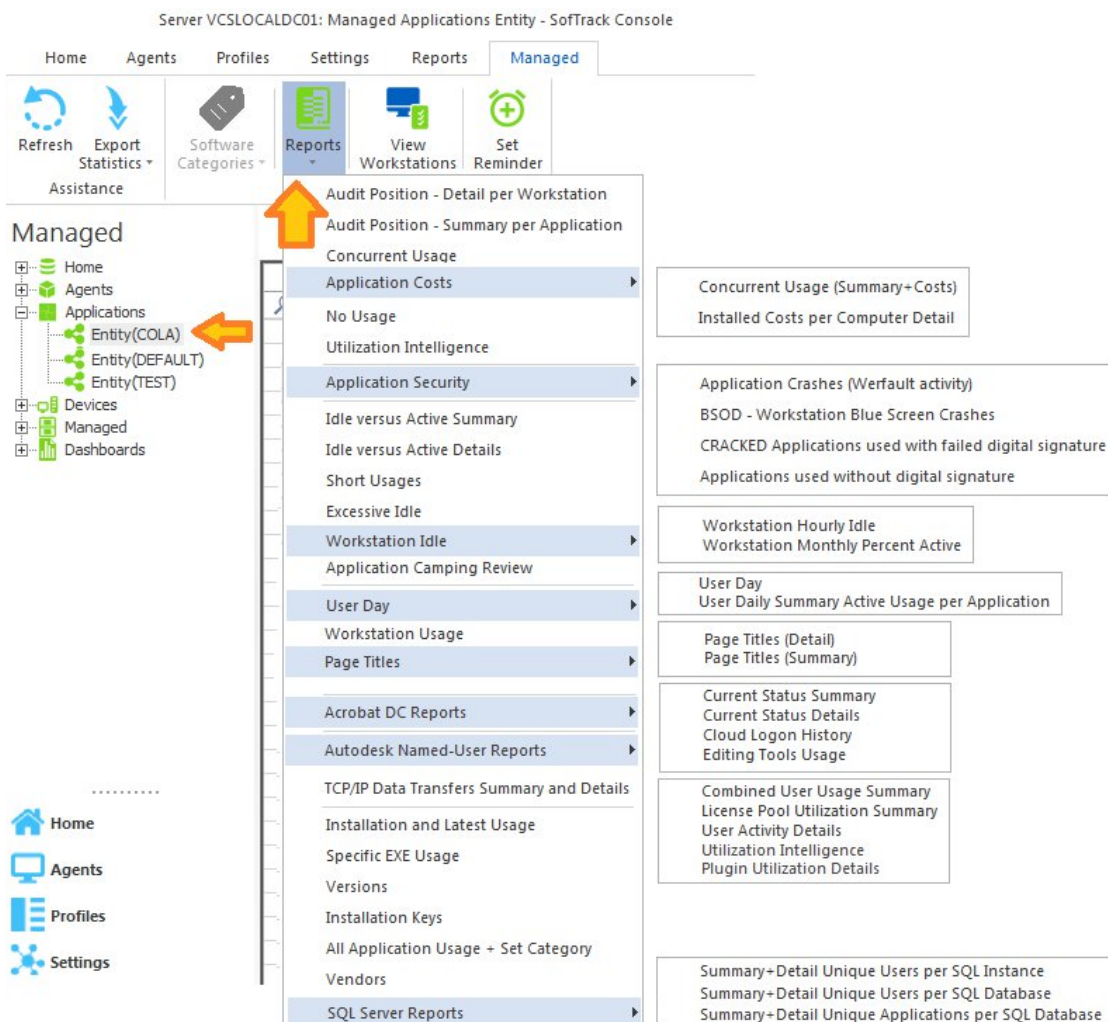 Server VCSLOCALDC01: Managed Applications Entity - SofTrack Console
Home Agents Profiles Settings Reports Managed
Refresh
Export Statistics
Software Categories
Reports
View Workstations
Set Reminder
Assistance
Managed
Home
Agents
Applications
Entity(COLA)
Entity(DEFAULT)
Entity(TEST)
Devices
Managed
Dashboards
Home
Agents
Profiles
Settings
Audit Position - Detail per Workstation
Audit Position - Summary per Application
Concurrent Usage
Application Costs
No Usage
Utilization Intelligence
Application Security
Idle versus Active Summary
Idle versus Active Details
Short Usages
Excessive Idle
Workstation Idle
Application Camping Review
User Day
Workstation Usage
Page Titles
Acrobat DC Reports
Autodesk Named-User Reports
TCP/IP Data Transfers Summary and Details
Installation and Latest Usage
Specific EXE Usage
Versions
Installation Keys
All Application Usage + Set Category
Vendors
SQL Server Reports
Concurrent Usage (Summary+Costs)
Installed Costs per Computer Detail
Application Crashes (Werfault activity)
BSOD - Workstation Blue Screen Crashes
CRACKED Applications used with failed digital signature
Applications used without digital signature
Workstation Hourly Idle
Workstation Monthly Percent Active
User Day
User Daily Summary Active Usage per Application
Page Titles (Detail)
Page Titles (Summary)
Current Status Summary
Current Status Details
Cloud Logon History
Editing Tools Usage
Combined User Usage Summary
License Pool Utilization Summary
User Activity Details
Utilization Intelligence
Plugin Utilization Details
Summary+Detail Unique Users per SQL Instance
Summary+Detail Unique Users per SQL Database
Summary+Detail Unique Applications per SQL Database